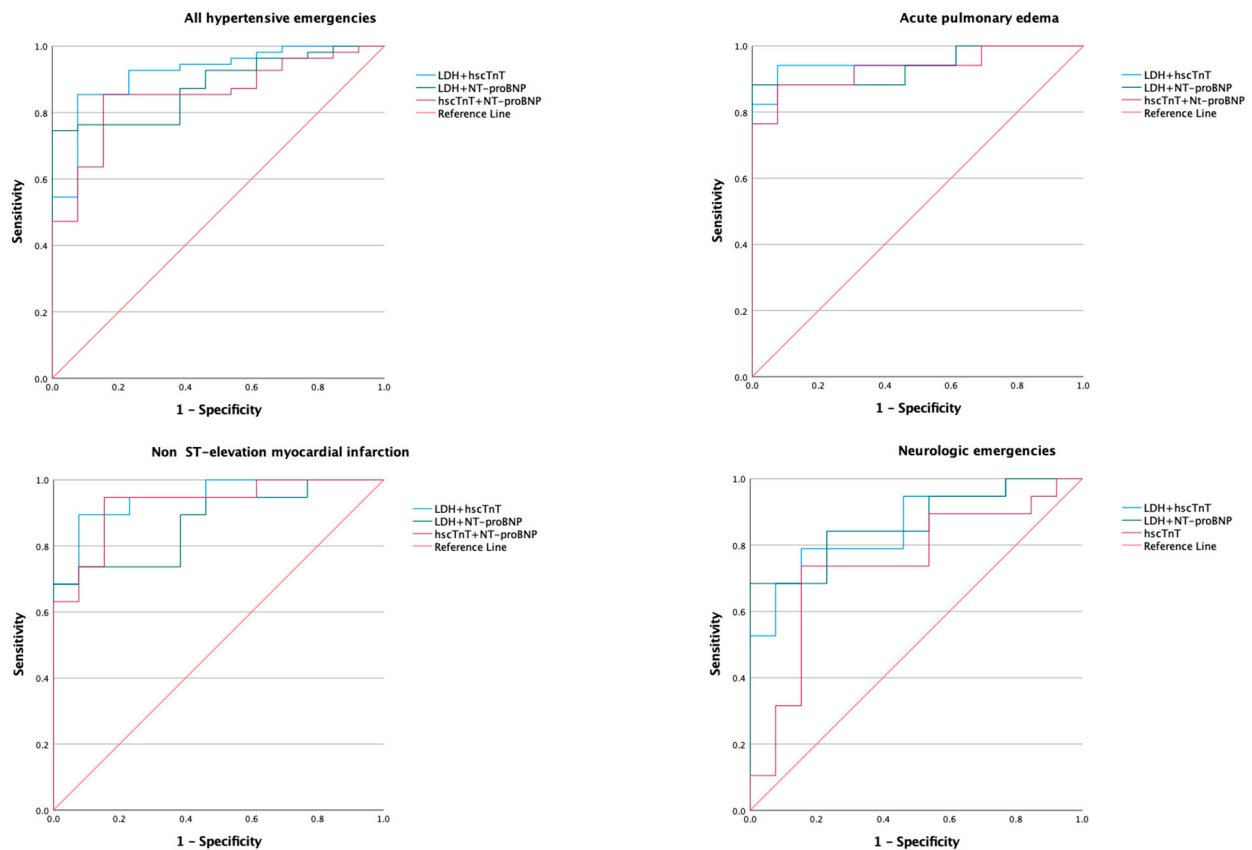 All hypertensive emergencies
1.0
0.8
0.6
0.4
0.2
0.0
Sensitivity
0.0 0.2 0.4 0.6 0.8 1.0
1 – Specificity
LDH+hscTnT
LDH+NT-proBNP
hscTnT+NT-proBNP
Reference Line
Acute pulmonary edema
1.0
0.8
0.6
0.4
0.2
0.0
Sensitivity
0.0 0.2 0.4 0.6 0.8 1.0
1 – Specificity
LDH+hscTnT
LDH+NT-proBNP
hscTnT+Nt-proBNP
Reference Line
Non ST-elevation myocardial infarction
1.0
0.8
0.6
0.4
0.2
0.0
Sensitivity
0.0 0.2 0.4 0.6 0.8 1.0
1 – Specificity
LDH+hscTnT
LDH+NT-proBNP
hscTnT+NT-proBNP
Reference Line
Neurologic emergencies
1.0
0.8
0.6
0.4
0.2
0.0
Sensitivity
0.0 0.2 0.4 0.6 0.8 1.0
1 – Specificity
LDH+hscTnT
LDH+NT-proBNP
hscTnT
Reference Line